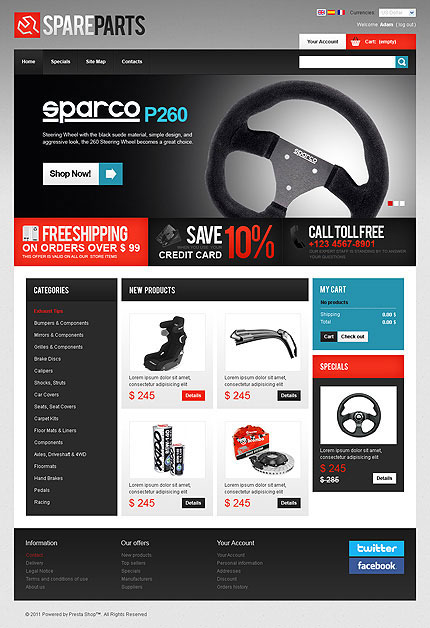 SPAREPARTS
Currencies: US Dollar
Welcome, Adam (log out)
Your Account
Cart: (empty)
Home
Specials
Site Map
Contacts
sparco P260
Steering Wheel with the black suede material, simple design, and
aggressive look, the 260 Steering Wheel becomes a great choice.
Shop Now!
sparco
FREE SHIPPING
ON ORDERS OVER $ 99
THIS OFFER IS VALID ON ALL OUR STORE ITEMS
SAVE 10%
WHEN YOU USE YOUR
CREDIT CARD
CALL TOLL FREE
+123 4567-8901
OUR EXPERT STAFF IS STANDING BY TO ANSWER
YOUR QUESTIONS
CATEGORIES
Exhaust Tips
Bumpers & Components
Mirrors & Components
Grilles & Components
Brake Discs
Calipers
Shocks, Struts
Car Covers
Seats, Seat Covers
Carpet Kits
Floor Mats & Liners
Components
Axles, Driveshaft & 4WD
Floormats
Hand Brakes
Pedals
Racing
NEW PRODUCTS
Lorem ipsum dolor sit amet,
consectetur adipisicing elit
$ 245
Details
Lorem ipsum dolor sit amet,
consectetur adipisicing elit
$ 245
Details
Lorem ipsum dolor sit amet,
consectetur adipisicing elit
$ 245
Details
brembo
Lorem ipsum dolor sit amet,
consectetur adipisicing elit
$ 245
Details
MY CART
No products
Shipping 0.00 $
Total 0.00 $
Cart
Check out
SPECIALS
Lorem ipsum dolor sit amet,
consectetur adipisicing elit
$ 245
$ 285
Details
Information
Contact
Delivery
Legal Notice
Terms and conditions of use
About us
Our offers
New products
Top sellers
Specials
Manufacturers
Suppliers
Your Account
Your Account
Personal information
Addresses
Discount
Orders history
twitter
facebook
© 2011 Powered by Presta Shop™. All Rights Reserved